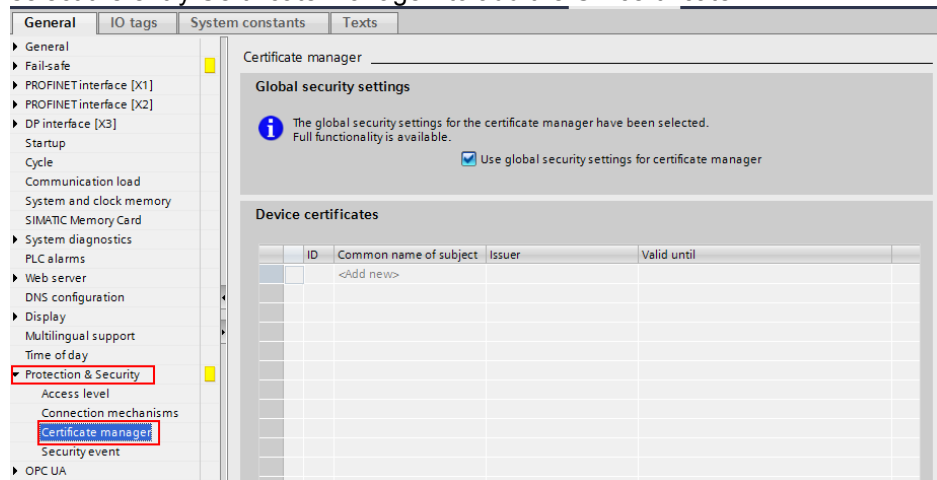 General IO tags System constants Texts
General
Fail-safe
PROFINET interface [X1]
PROFINET interface [X2]
DP interface [X3]
Startup
Cycle
Communication load
System and clock memory
SIMATIC Memory Card
System diagnostics
PLC alarms
Web server
DNS configuration
Display
Multilingual support
Time of day
Protection & Security
Access level
Connection mechanisms
Certificate manager
Security event
OPC UA
Certificate manager
Global security settings
The global security settings for the certificate manager have been selected.
Full functionality is available.
Use global security settings for certificate manager
Device certificates
ID Common name of subject Issuer Valid until
<Add new>